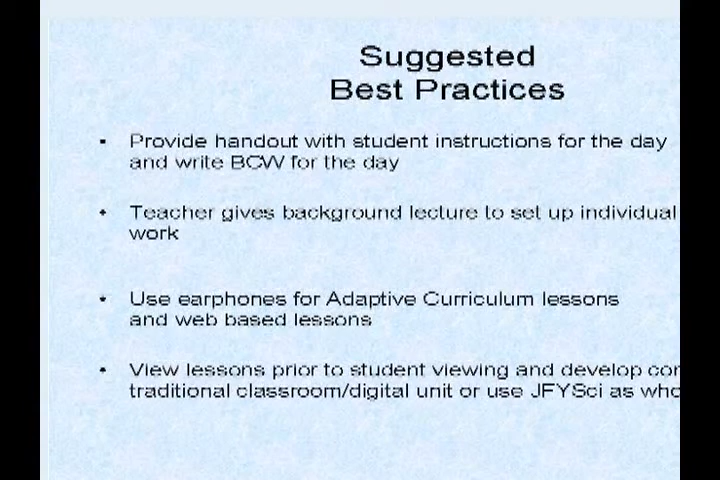 Suggested
Best Practices
• Provide handout with student instructions for the day
and write BCW for the day
• Teacher gives background lecture to set up individual
work
• Use earphones for Adaptive Curriculum lessons
and web based lessons
• View lessons prior to student viewing and develop
traditional classroom/digital unit or use JFYSci as